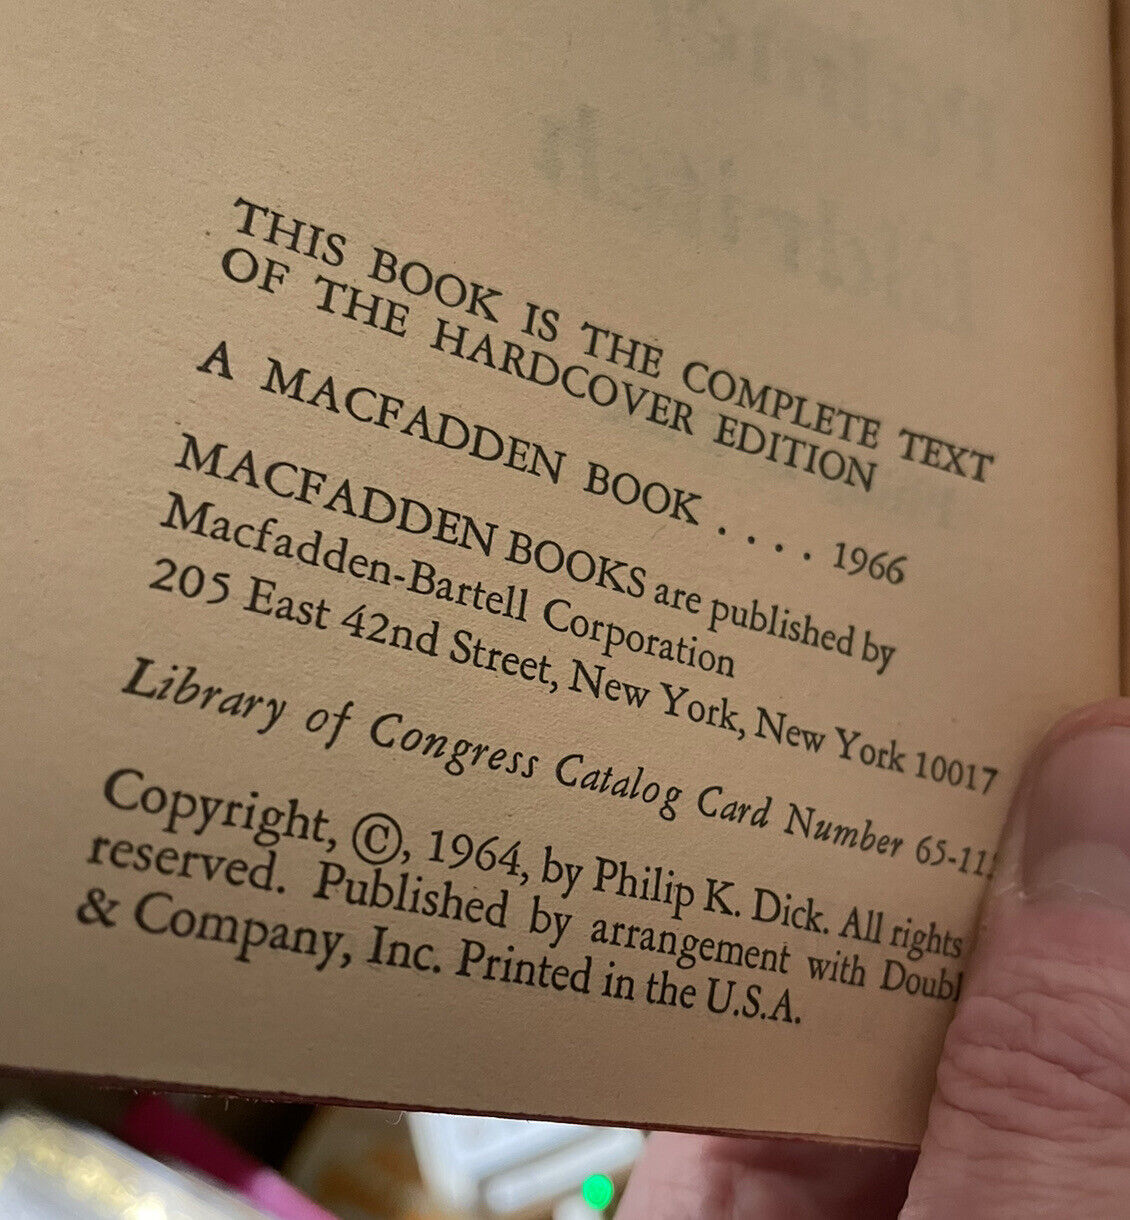 THIS BOOK IS THE COMPLETE TEXT
OF THE HARDCOVER EDITION
A MACFADDEN BOOK . . . . 1966
MACFADDEN BOOKS are published by
Macfadden-Bartell Corporation
205 East 42nd Street, New York, New York 10017
Library of Congress Catalog Card Number
Copyright, ©, 1964, by Philip K. Dick. All rights
reserved. Published by arrangement with
& Company, Inc. Printed in the U.S.A.